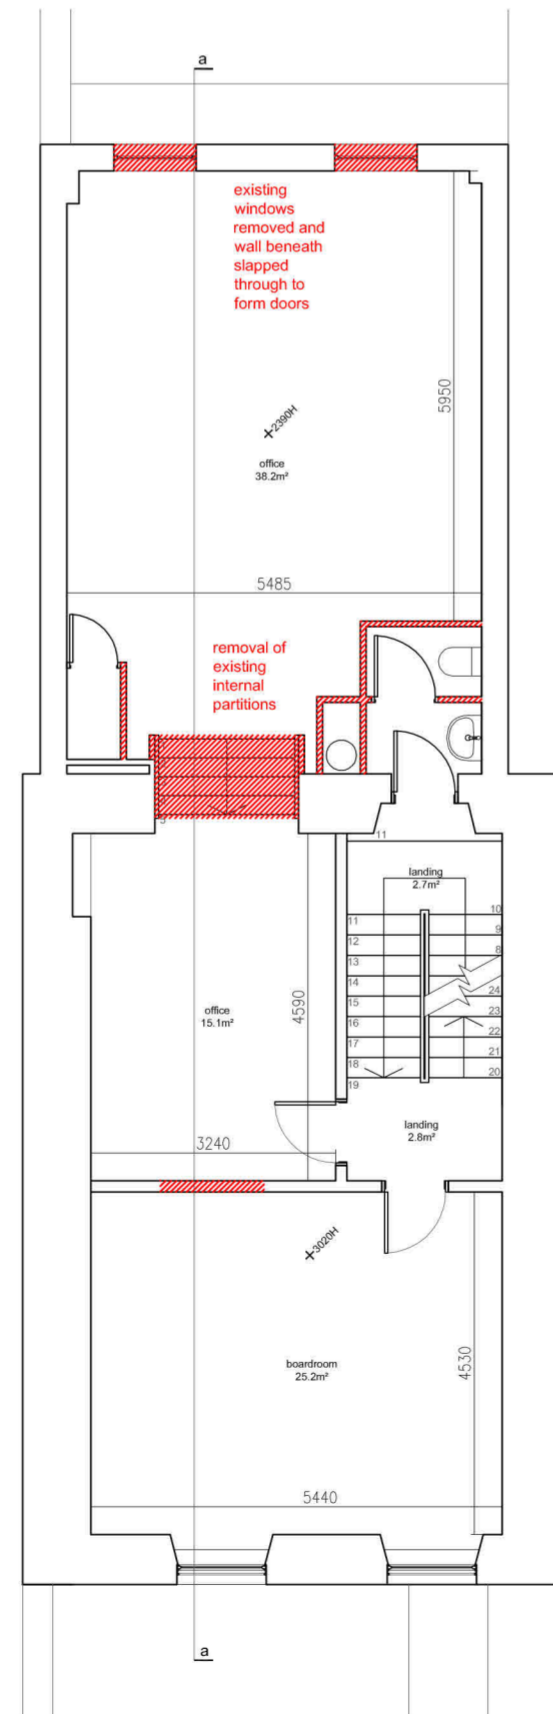 a
existing
windows
removed and
wall beneath
slapped
through to
form doors
5950
2390H
office
38.2m²
5485
removal of
existing
internal
partitions
11
landing
2.7m²
11
10
12
9
13
8
14
15
24
16
23
17
22
18
21
19
20
office
15.1m²
4590
landing
2.8m²
3240
3020H
boardroom
25.2m²
4530
5440
a